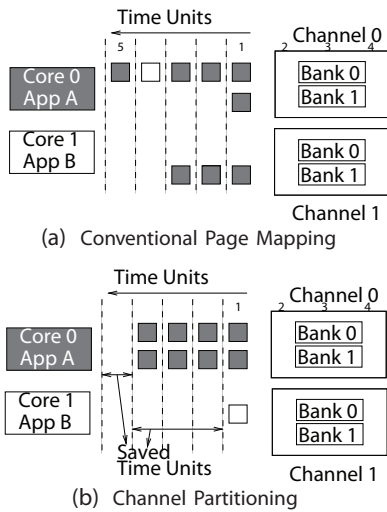 Time Units
Channel 0
5
1
2
3
4
Core 0
App A
Bank 0
Bank 1
Core 1
App B
Bank 0
Bank 1
Channel 1
(a) Conventional Page Mapping
Time Units
Channel 0
1
2
3
4
Core 0
App A
Bank 0
Bank 1
Core 1
App B
Bank 0
Bank 1
Saved
Time Units
Channel 1
(b) Channel Partitioning